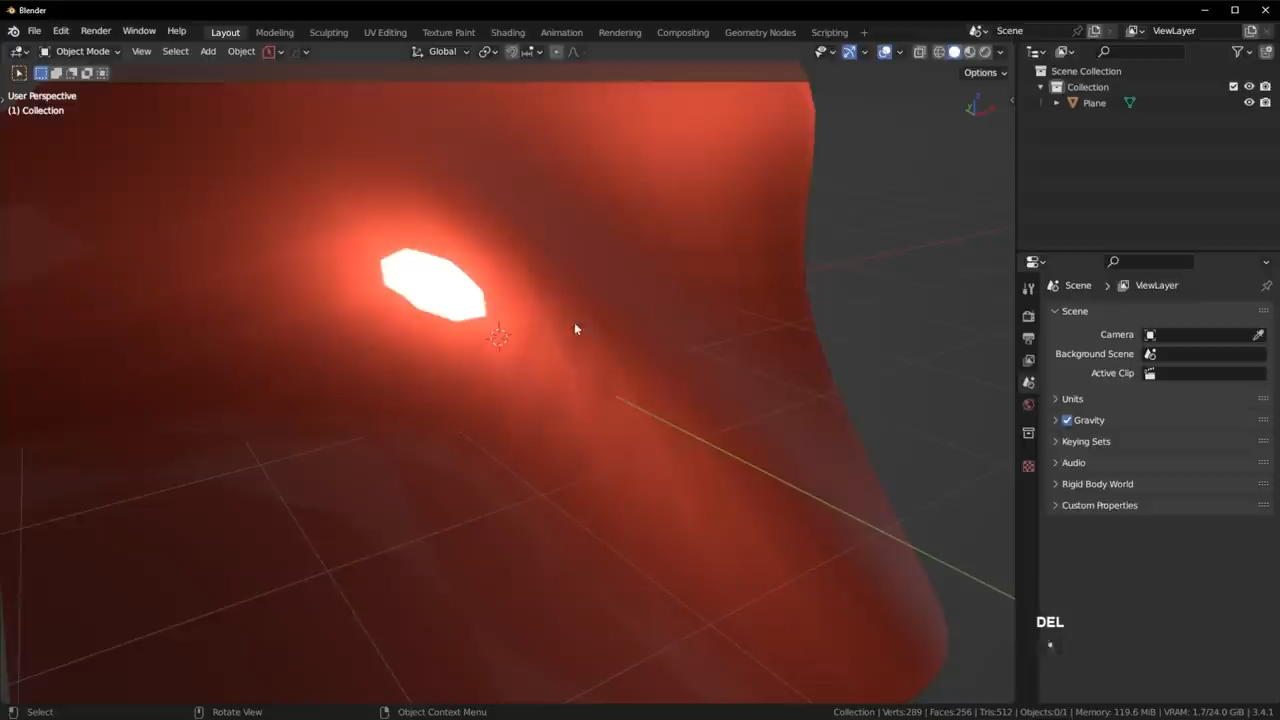 Blender
File Edit Render Window Help Layout Modeling Sculpting UV Editing Texture Paint Shading Animation Rendering Compositing Geometry Nodes Scripting + Scene ViewLayer
Object Mode View Select Add Object Global
Options
User Perspective
(1) Collection
Scene Collection
Collection
Plane
Scene > ViewLayer
Scene
Camera
Background Scene
Active Clip
Units
Gravity
Keying Sets
Audio
Rigid Body World
Custom Properties
DEL
Select Rotate View Object Context Menu Collection | Verts:289 | Faces:256 | Tris:512 | Objects:0/1 | Memory: 119.6 MiB | VRAM: 1.7/24.0 GiB | 3.4.1